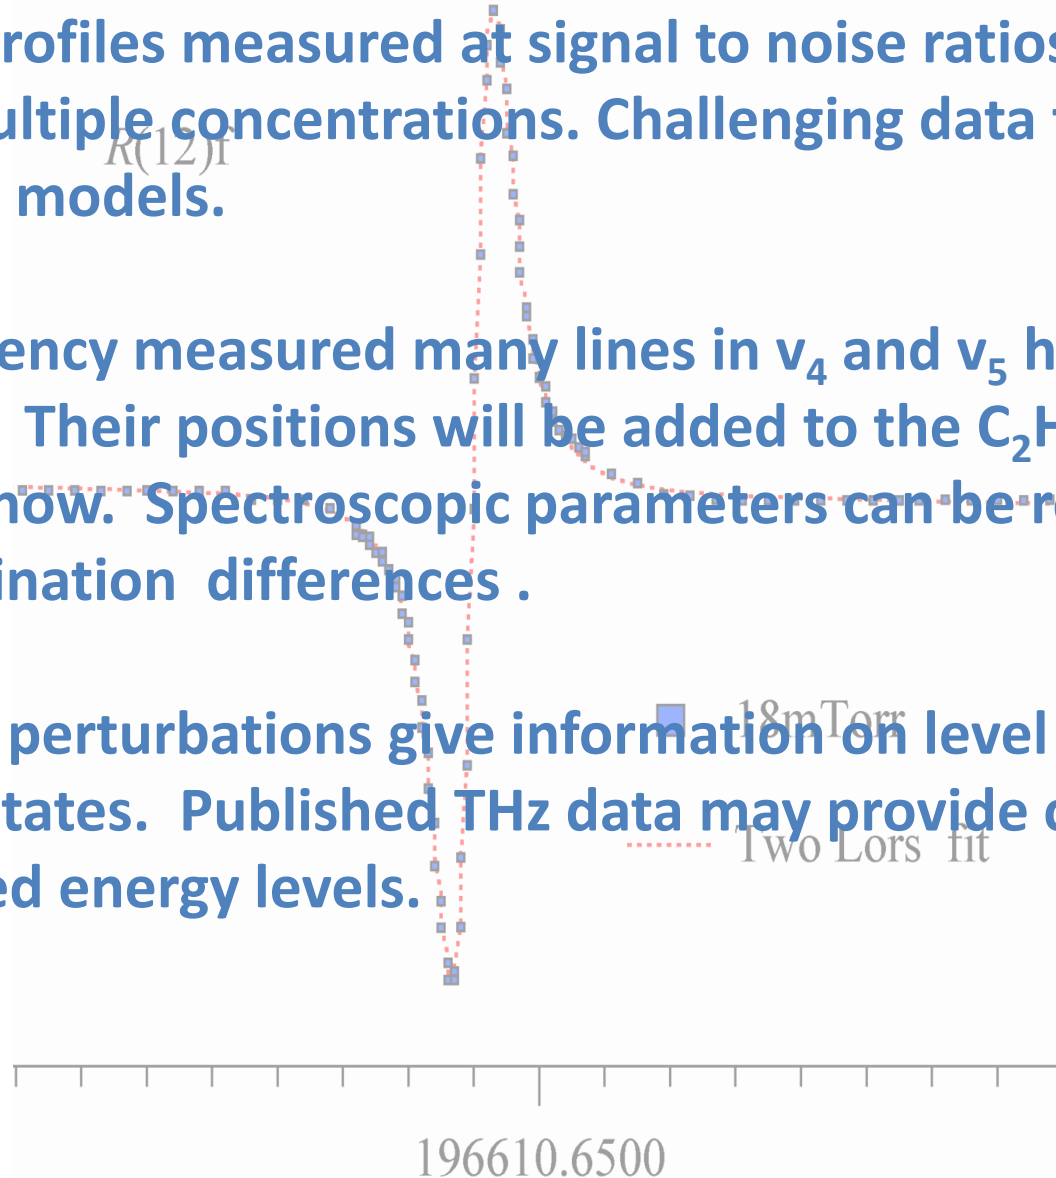 rofiles measured at signal to noise ratios
ultiple concentrations. Challenging data
R(12)f
models.
ency measured many lines in v4 and v5 h
Their positions will be added to the C2H
now. Spectroscopic parameters can be re
ination differences .
perturbations give information on level
18mTorr
tates. Published THz data may provide
Two Lors fit
ed energy levels.
196610.6500